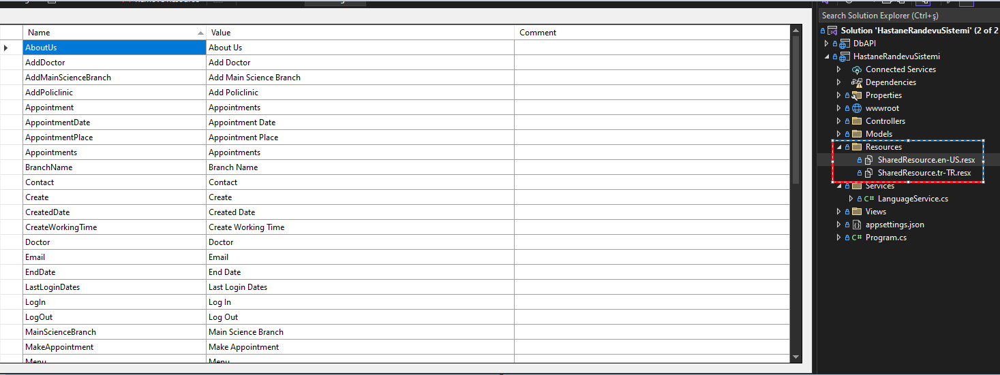 Name Value Comment
AboutUs About Us
AddDoctor Add Doctor
AddMainScienceBranch Add Main Science Branch
AddPoliclinic Add Policlinic
Appointment Appointments
AppointmentDate Appointment Date
AppointmentPlace Appointment Place
Appointments Appointments
BranchName Branch Name
Contact Contact
Create Create
CreatedDate Created Date
CreateWorkingTime Create Working Time
Doctor Doctor
Email Email
EndDate End Date
LastLoginDates Last Login Dates
LogIn Log In
LogOut Log Out
MainScienceBranch Main Science Branch
MakeAppointment Make Appointment
Menu Menu
Search Solution Explorer (Ctrl+ş)
Solution 'HastaneRandevuSistemi' (2 of 2
DbAPI
HastaneRandevuSistemi
Connected Services
Dependencies
Properties
wwwroot
Controllers
Models
Resources
SharedResource.en-US.resx
SharedResource.tr-TR.resx
Services
C# LanguageService.cs
Views
appsettings.json
C# Program.cs